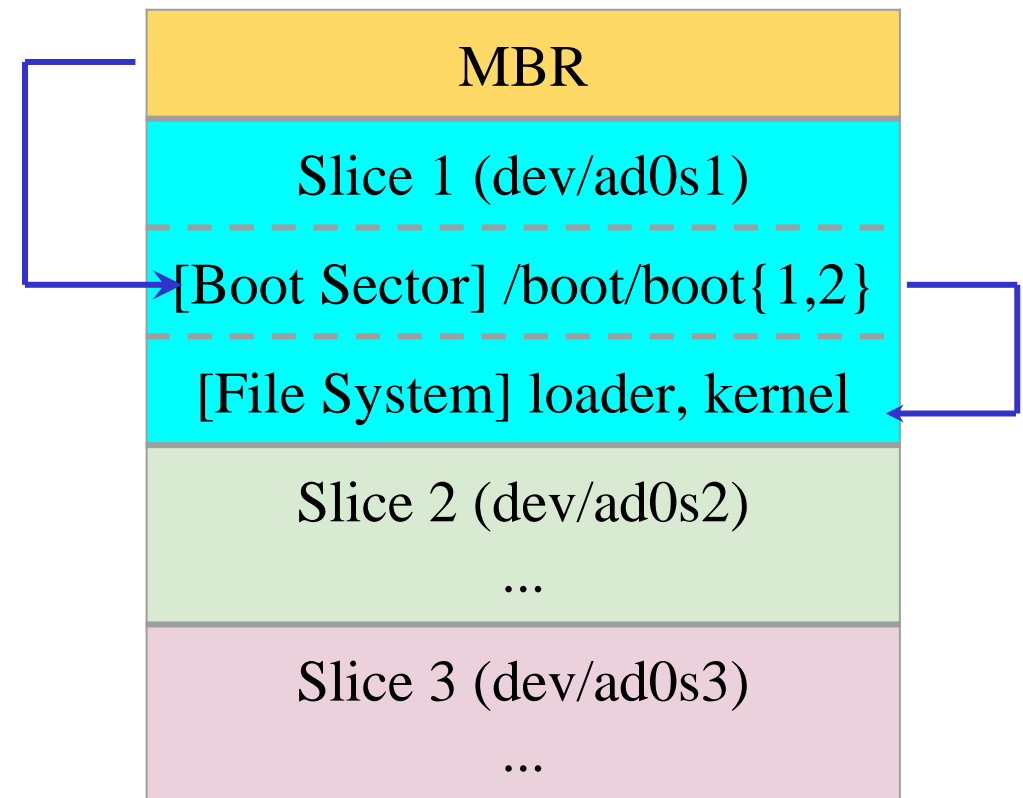 MBR
Slice 1 (dev/ad0s1)
[Boot Sector] /boot/boot{1,2}
[File System] loader, kernel
Slice 2 (dev/ad0s2)
...
Slice 3 (dev/ad0s3)
...